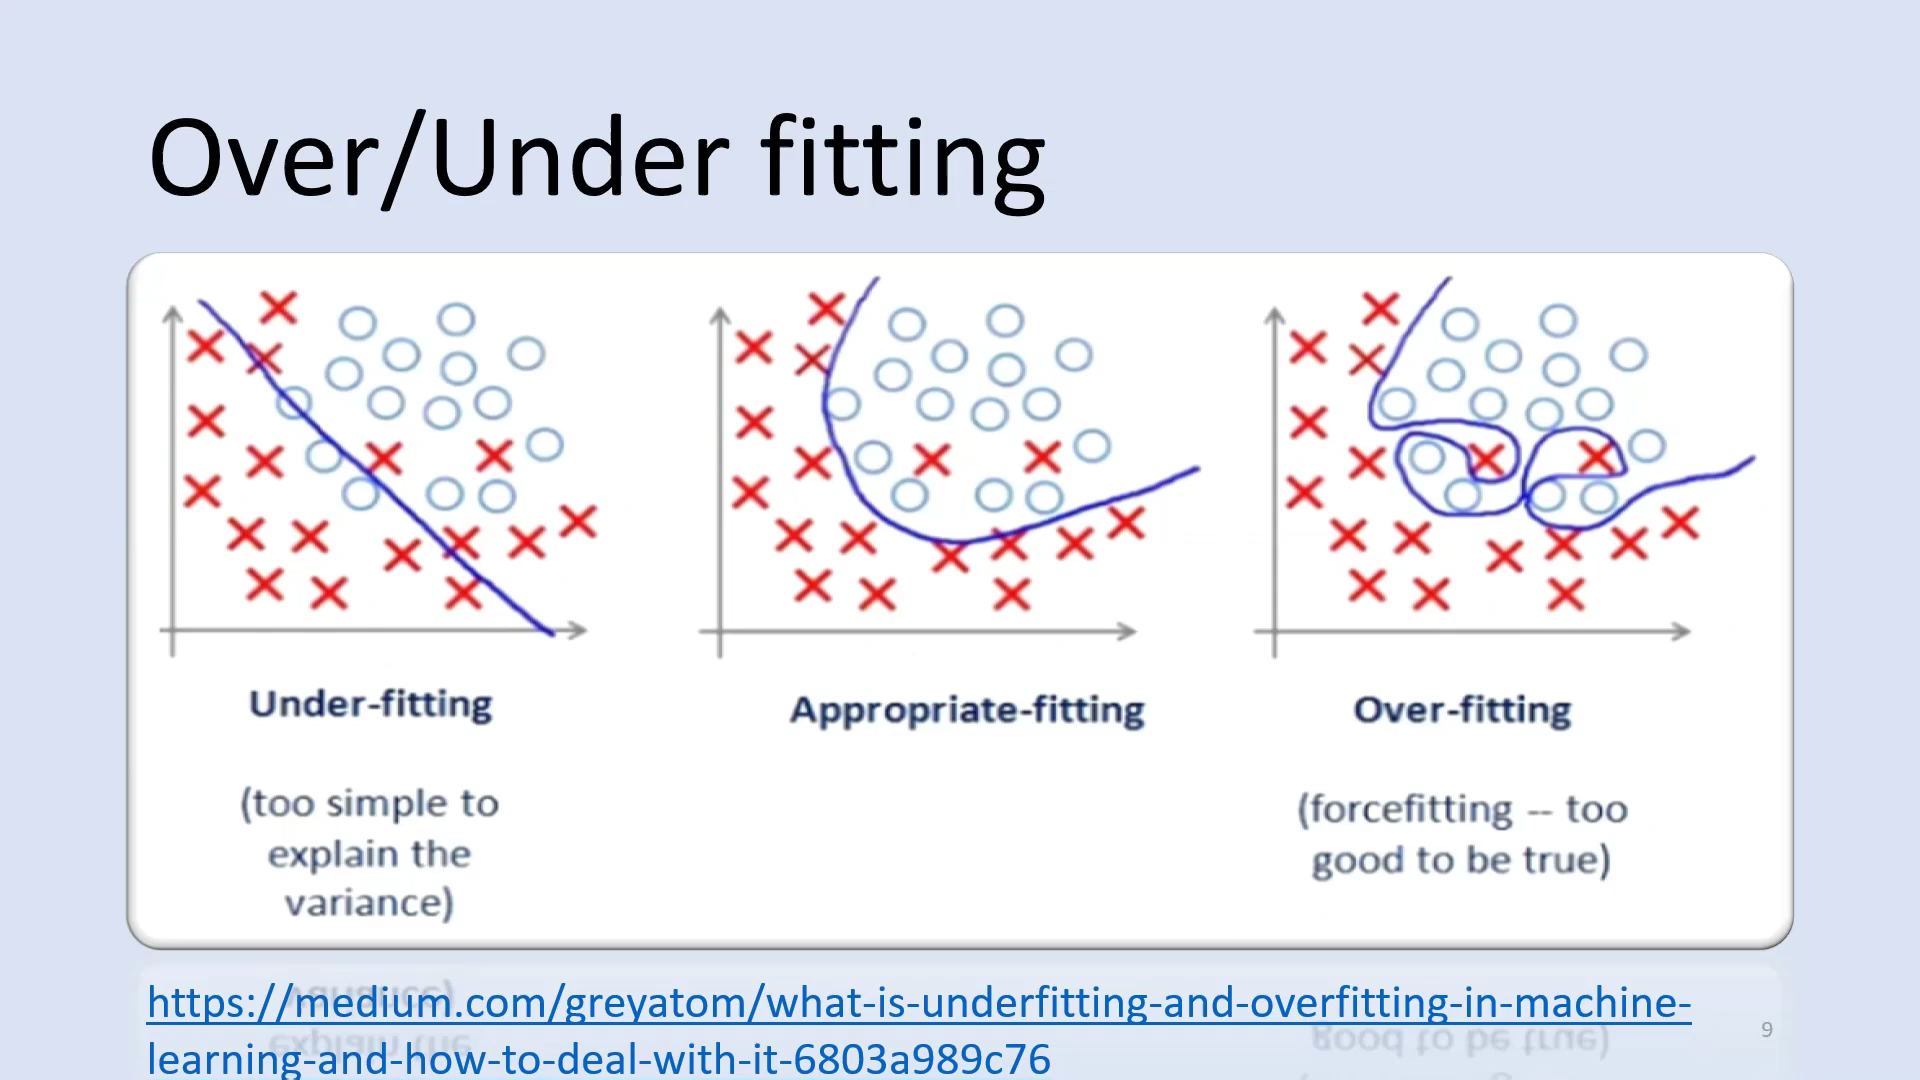 Over/Under fitting
Under-fitting
(too simple to
explain the
variance)
Appropriate-fitting
Over-fitting
(forcefitting -- too
good to be true)
https://medium.com/greyatom/what-is-underfitting-and-overfitting-in-machine-
learning-and-how-to-deal-with-it-6803a989c76
9